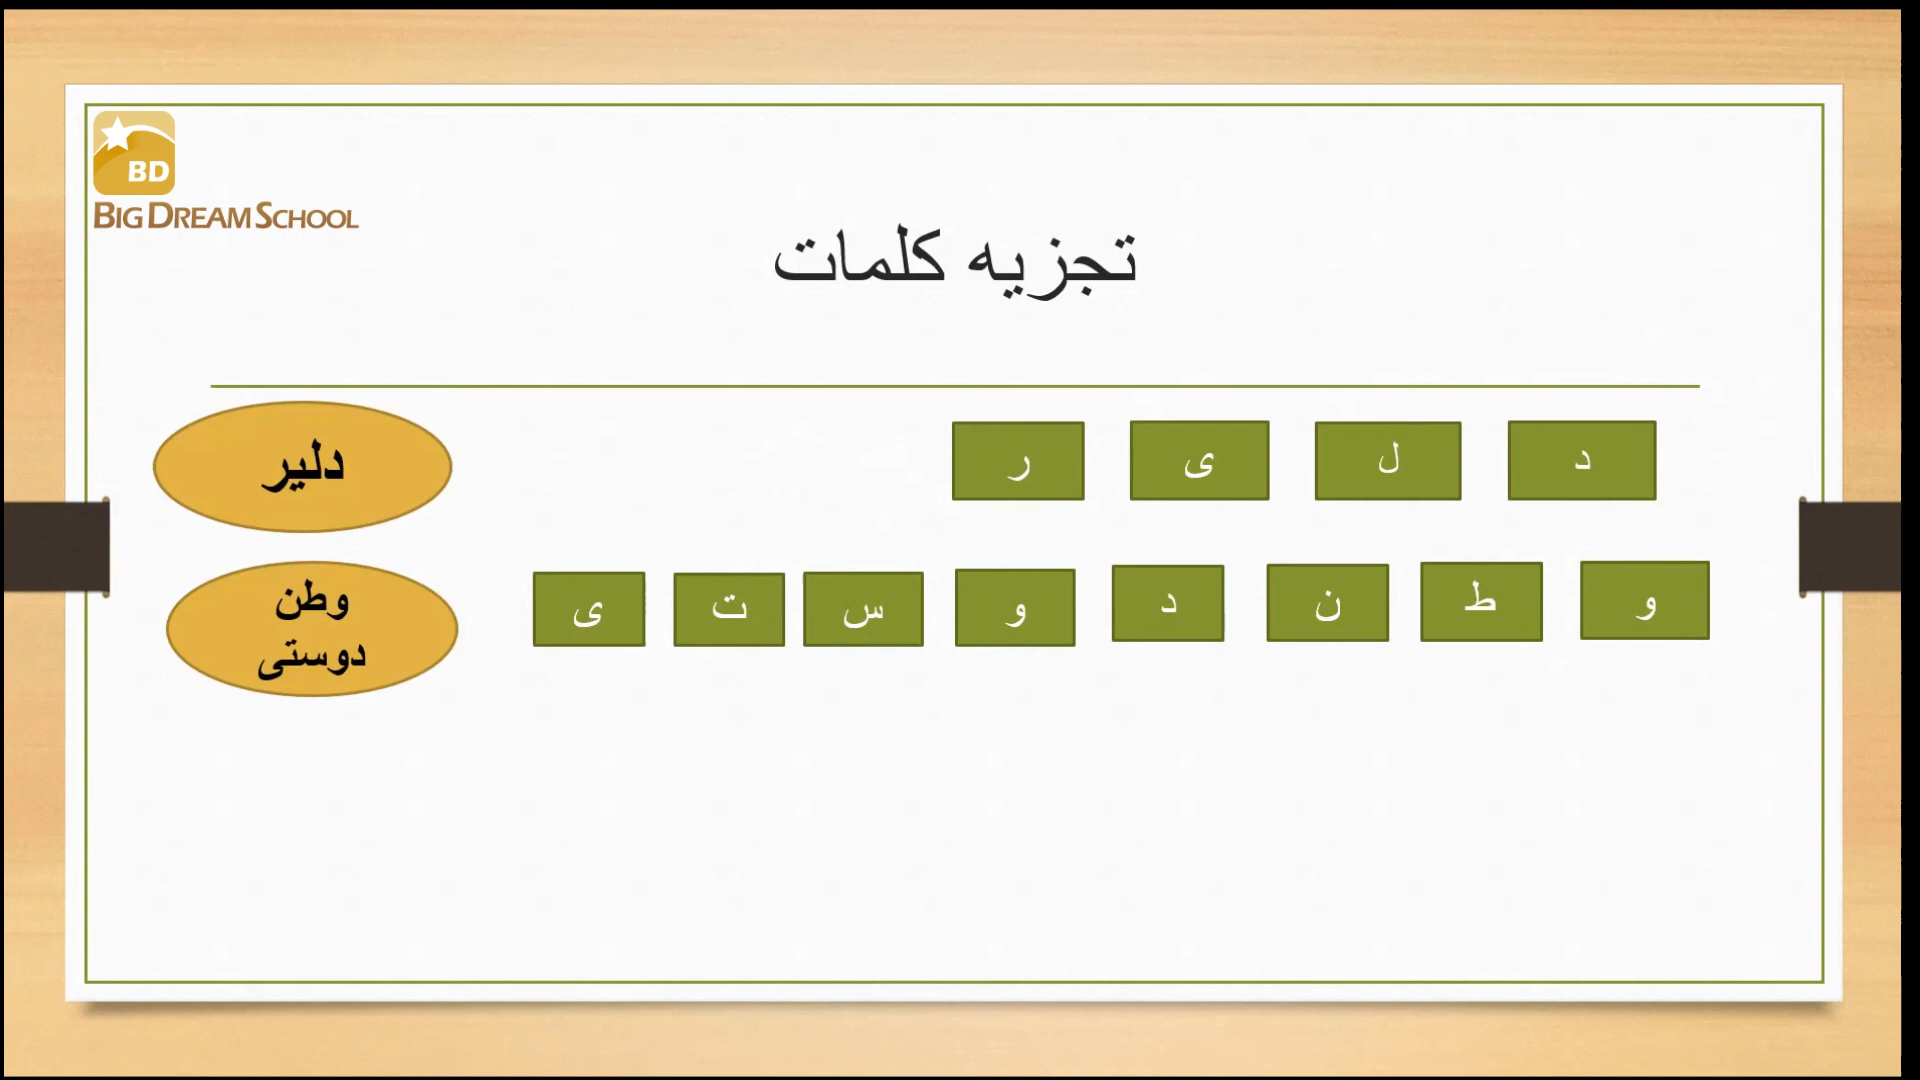 BD
BIG DREAM SCHOOL
تجزیه کلمات
د ل ی ر
دلیر
و ط ن د و س ت ی
وطن
دوستی